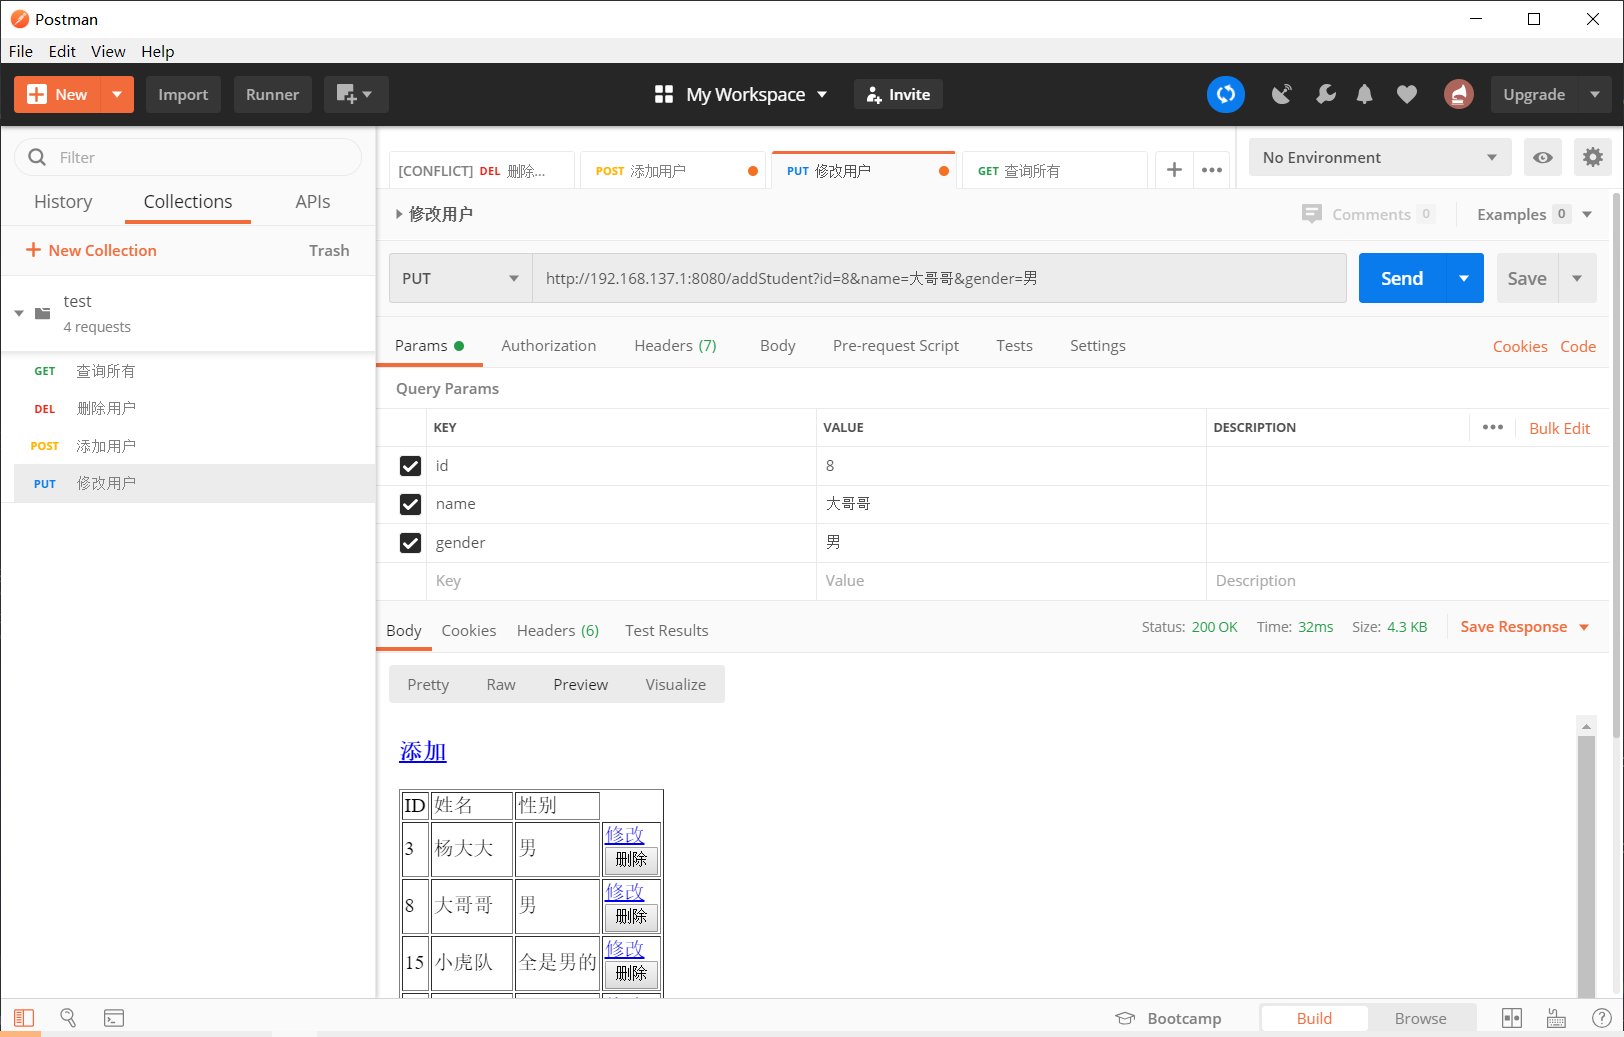 Postman
File Edit View Help
New Import Runner My Workspace Invite Upgrade
Filter
History Collections APIs
New Collection Trash
test
4 requests
GET 查询所有
DEL 删除用户
POST 添加用户
PUT 修改用户
[CONFLICT] DEL 删除... POST 添加用户 PUT 修改用户 GET 查询所有 No Environment
修改用户 Comments 0 Examples 0
PUT http://192.168.137.1:8080/addStudent?id=8&name=大哥哥&gender=男 Send Save
Params Authorization Headers (7) Body Pre-request Script Tests Settings Cookies Code
Query Params
KEY VALUE DESCRIPTION Bulk Edit
id 8
name 大哥哥
gender 男
Key Value Description
Body Cookies Headers (6) Test Results Status: 200 OK Time: 32ms Size: 4.3 KB Save Response
Pretty Raw Preview Visualize
添加
ID 姓名 性别
3 杨大大 男 修改 删除
8 大哥哥 男 修改 删除
15 小虎队 全是男的 修改 删除
Bootcamp Build Browse